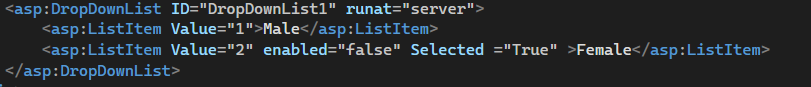 <asp:DropDownList ID="DropDownList1" runat="server">
    <asp:ListItem Value="1">Male</asp:ListItem>
    <asp:ListItem Value="2" enabled="false" Selected ="True" >Female</asp:ListItem>
</asp:DropDownList>